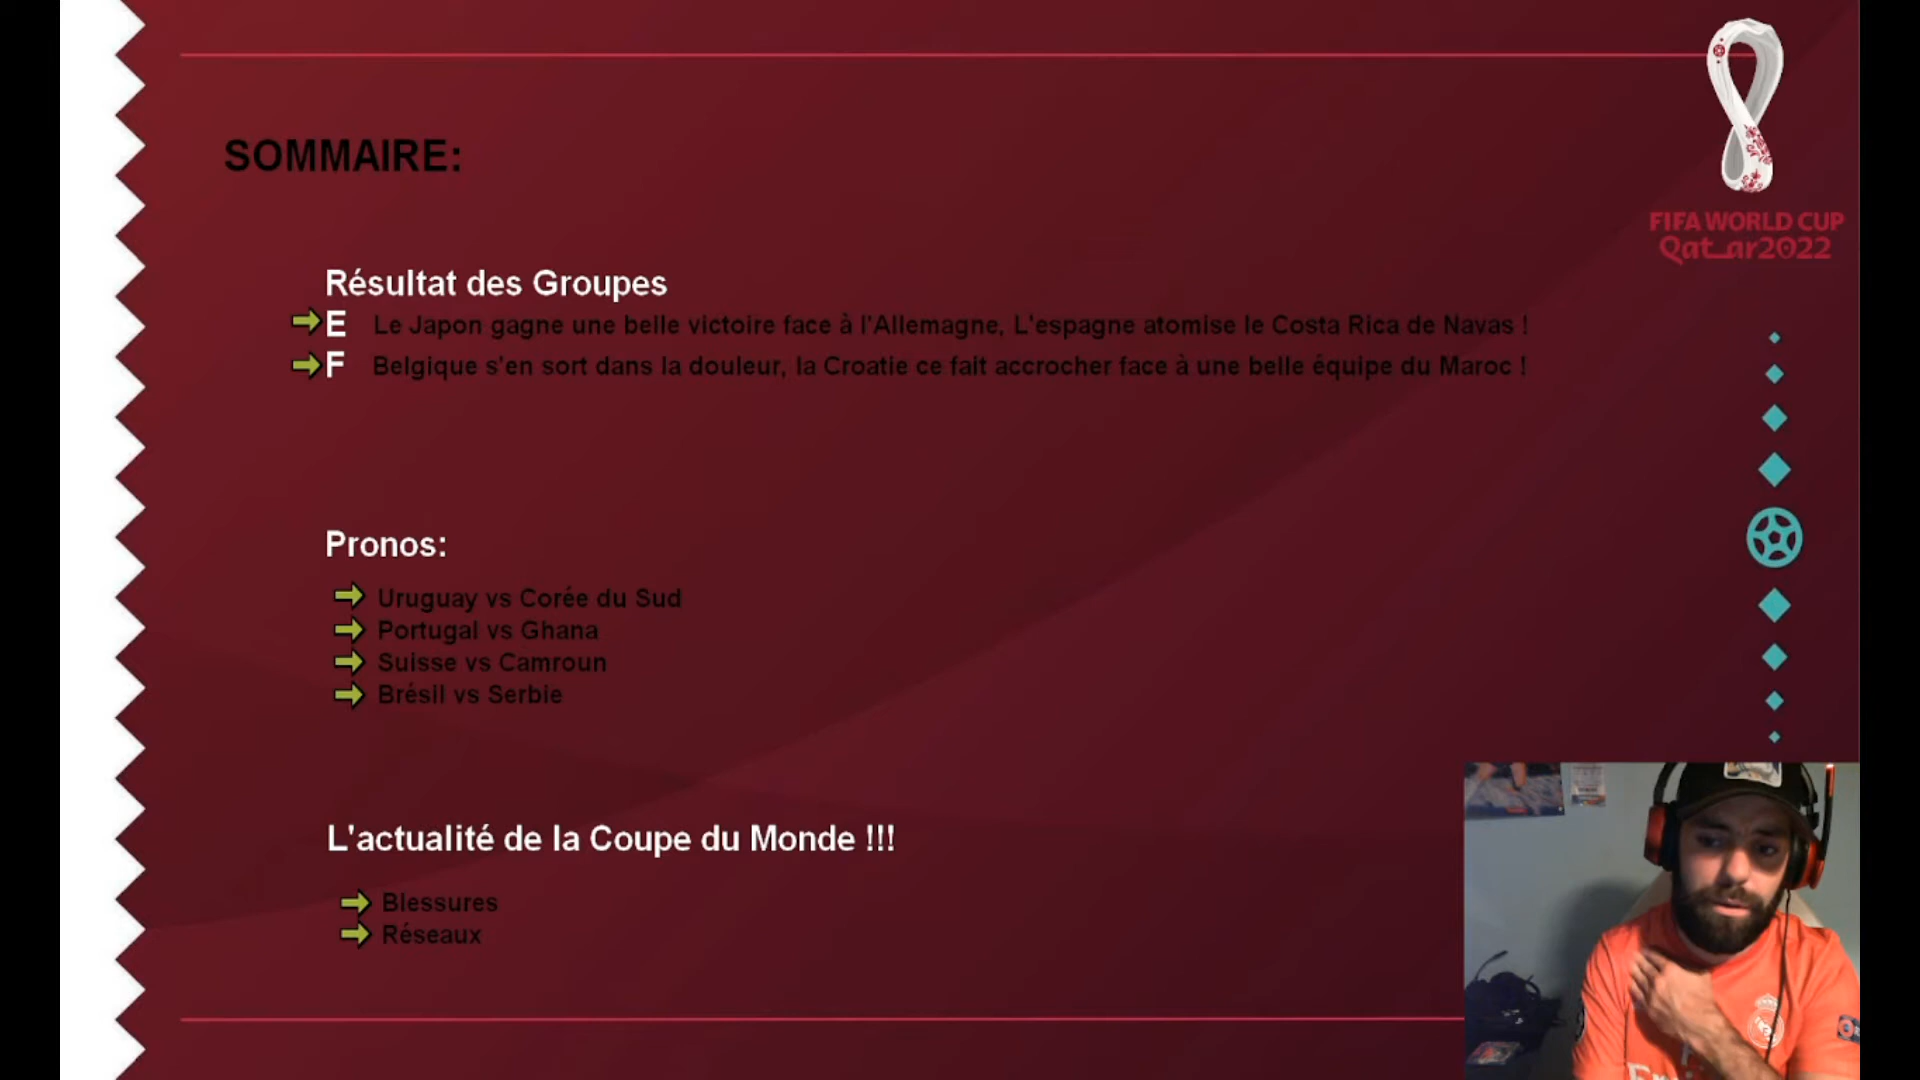 SOMMAIRE:
FIFA WORLD CUP
Qatar2022
Résultat des Groupes
E Le Japon gagne une belle victoire face à l'Allemagne, L'espagne atomise le Costa Rica de Navas !
F Belgique s'en sort dans la douleur, la Croatie ce fait accrocher face à une belle équipe du Maroc !
Pronos:
Uruguay vs Corée du Sud
Portugal vs Ghana
Suisse vs Camroun
Brésil vs Serbie
L'actualité de la Coupe du Monde !!!
Blessures
Réseaux